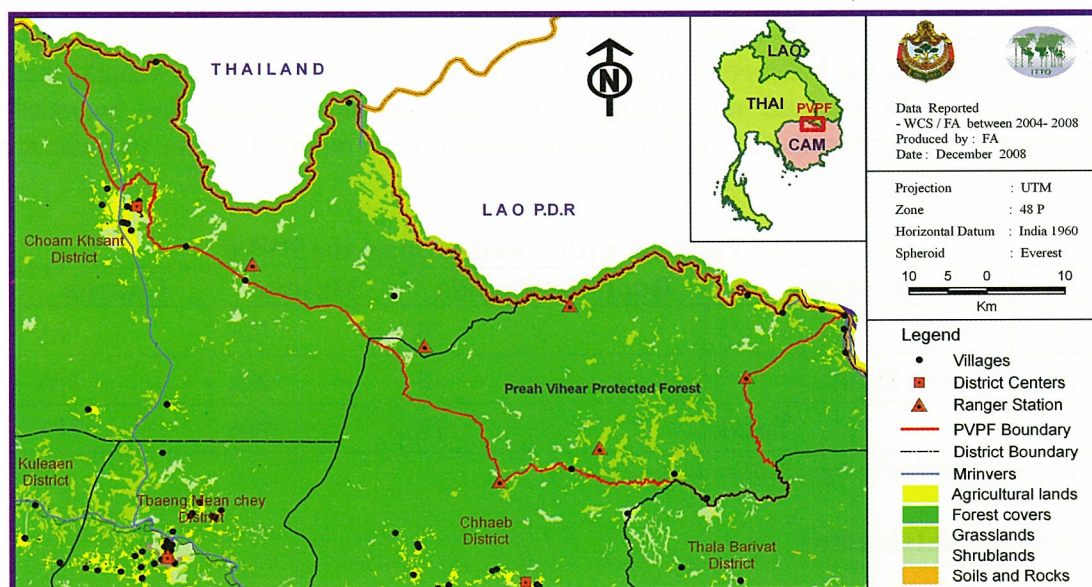 THAILAND
LAO P.D.R
Choam Khsant
District
Preah Vihear Protected Forest
Kuleaen
District
Tbaeng Mean chey
District
Chhaeb
District
Thala Barivat
District
N
LAO
THAI
PVPF
CAM
ITTO
Data Reported
- WCS / FA between 2004- 2008
Produced by : FA
Date : December 2008
Projection : UTM
Zone : 48 P
Horizontal Datum : India 1960
Spheroid : Everest
10 5 0 10
Km
Legend
Villages
District Centers
Ranger Station
PVPF Boundary
District Boundary
Mrinvers
Agricultural lands
Forest covers
Grasslands
Shrublands
Soils and Rocks